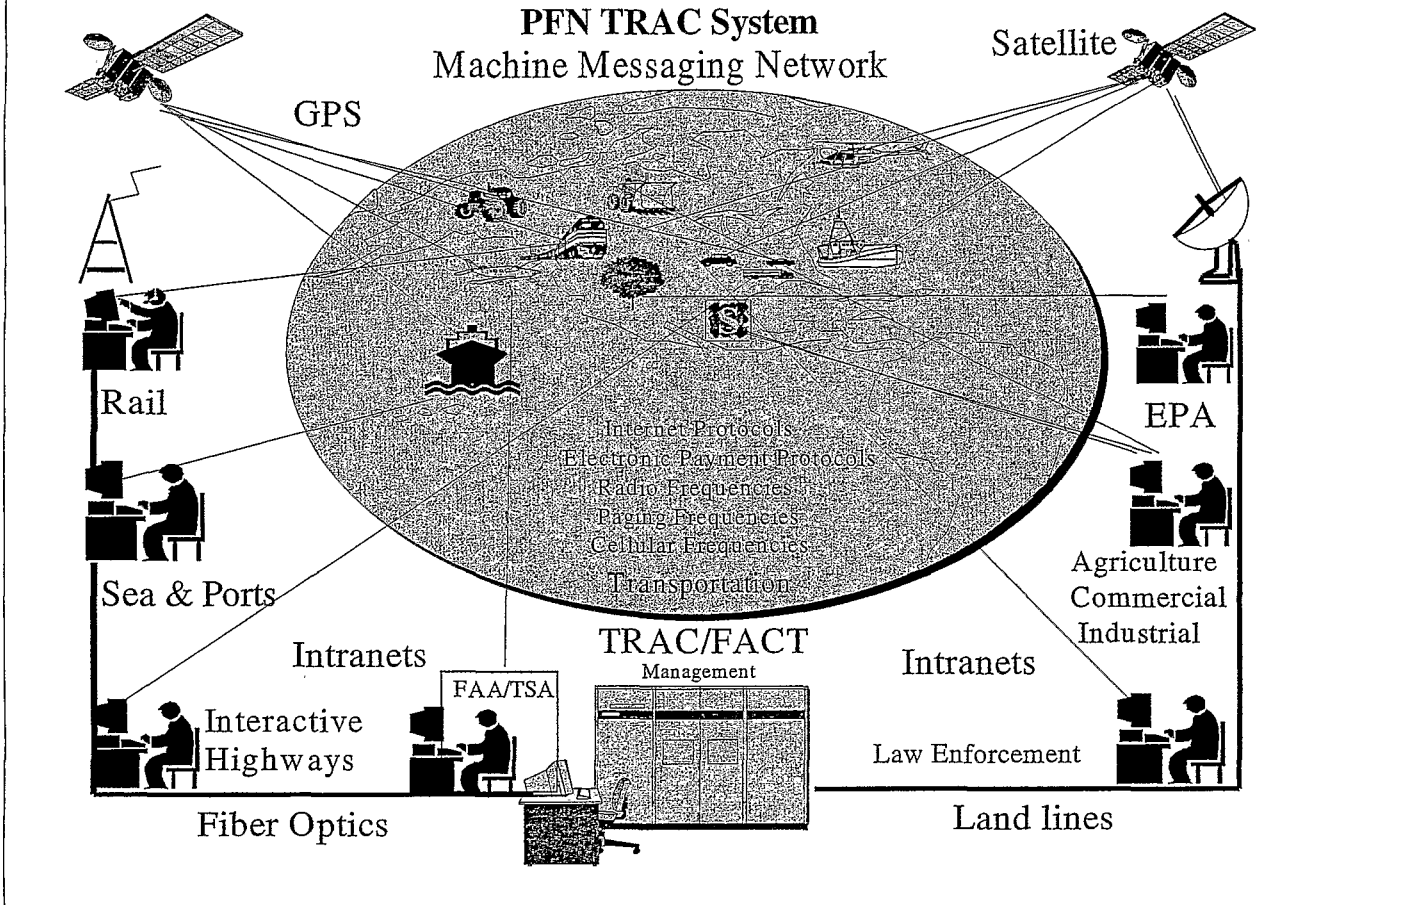 PFN TRAC System
Machine Messaging Network
Satellite
GPS
Rail
EPA
Internet Protocols
Electronic Payment Protocols
Radio Frequencies
Paging Frequencies
Cellular Frequencies
Transportation
Sea & Ports
Agriculture
Commercial
Industrial
TRAC/FACT
Management
Intranets
Intranets
FAA/TSA
Interactive
Highways
Law Enforcement
Fiber Optics
Land lines
S